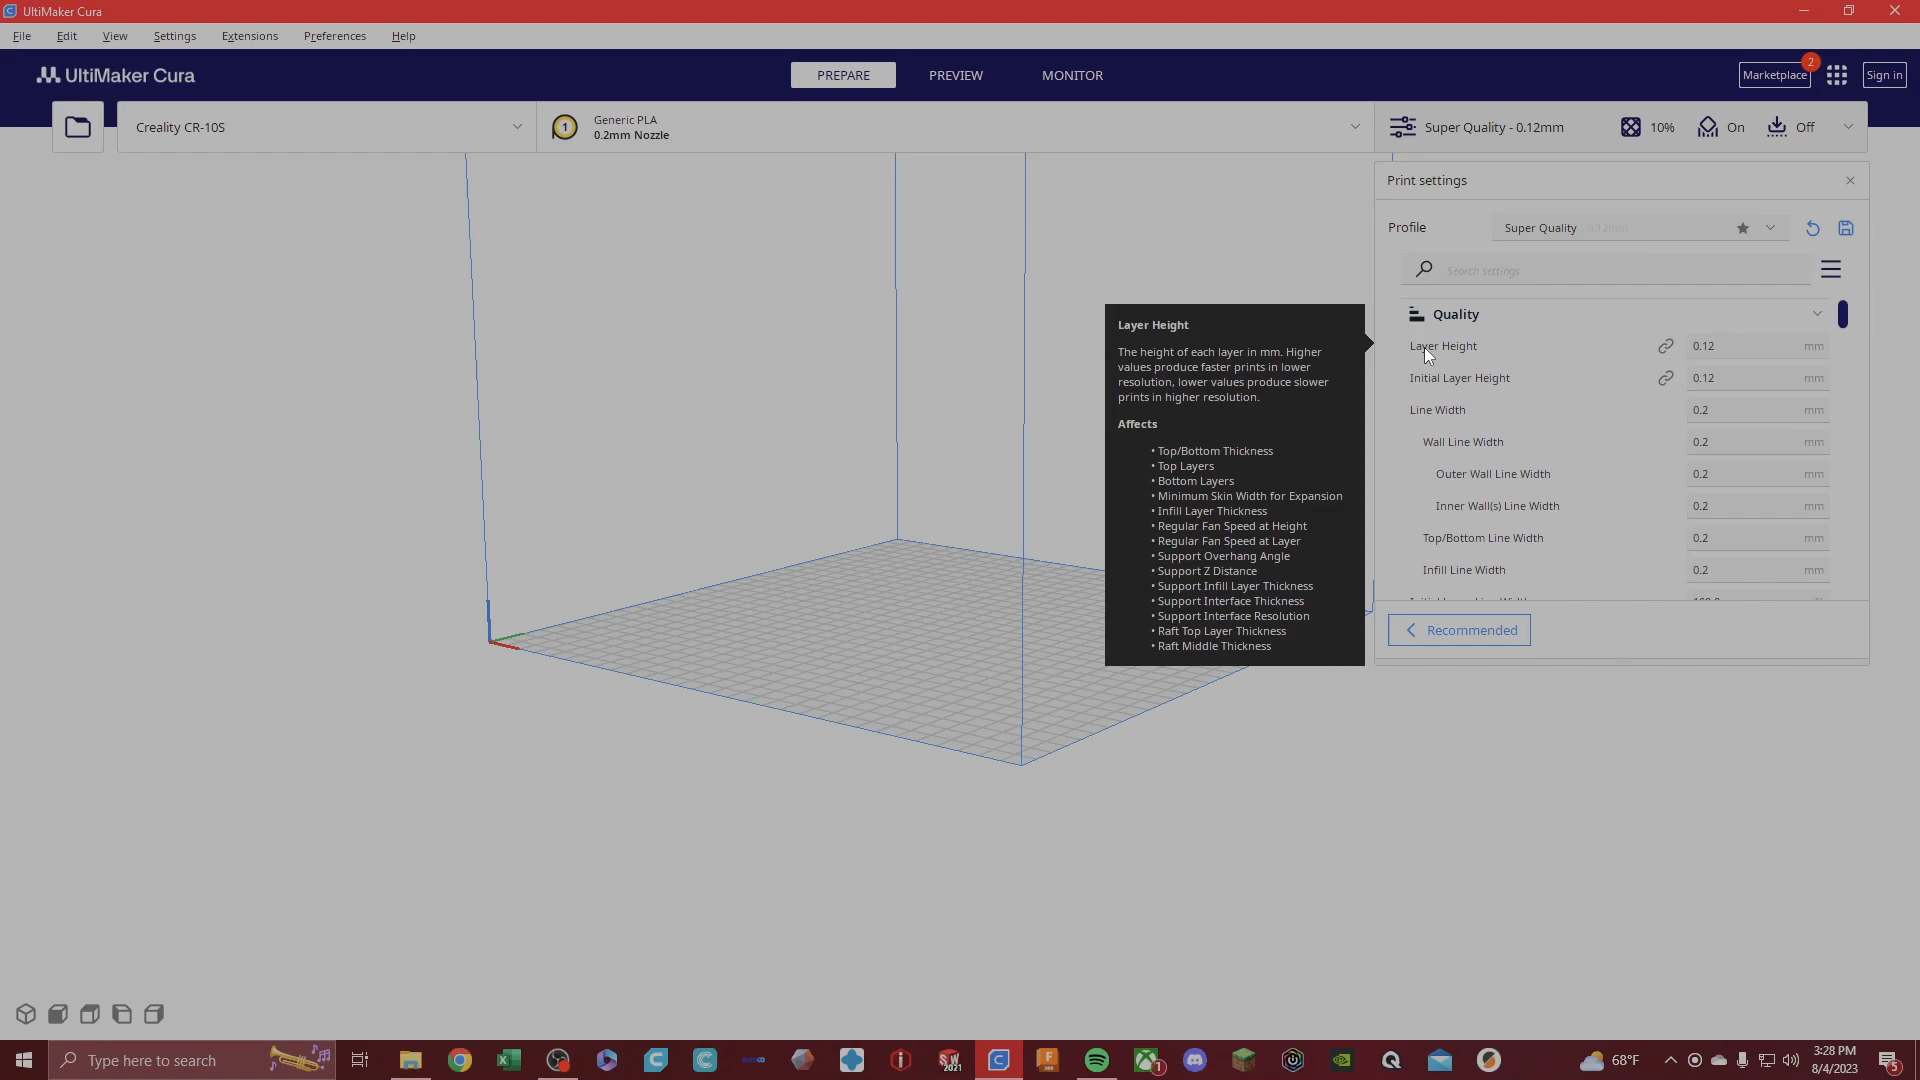 UltiMaker Cura
File Edit View Settings Extensions Preferences Help
UltiMaker Cura
PREPARE PREVIEW MONITOR
2
Marketplace
Sign in
Creality CR-10S
1
Generic PLA
0.2mm Nozzle
Super Quality - 0.12mm
10%
On
Off
Print settings
Profile
Super Quality - 0.12mm
Search settings
Quality
Layer Height 0.12 mm
Initial Layer Height 0.12 mm
Line Width 0.2 mm
Wall Line Width 0.2 mm
Outer Wall Line Width 0.2 mm
Inner Wall(s) Line Width 0.2 mm
Top/Bottom Line Width 0.2 mm
Infill Line Width 0.2 mm
Recommended
Layer Height
The height of each layer in mm. Higher
values produce faster prints in lower
resolution, lower values produce slower
prints in higher resolution.
Affects
• Top/Bottom Thickness
• Top Layers
• Bottom Layers
• Minimum Skin Width for Expansion
• Infill Layer Thickness
• Regular Fan Speed at Height
• Regular Fan Speed at Layer
• Support Overhang Angle
• Support Z Distance
• Support Infill Layer Thickness
• Support Interface Thickness
• Support Interface Resolution
• Raft Top Layer Thickness
• Raft Middle Thickness
Type here to search
SW
2021
F
360
1
68°F
3:28 PM
8/4/2023
5